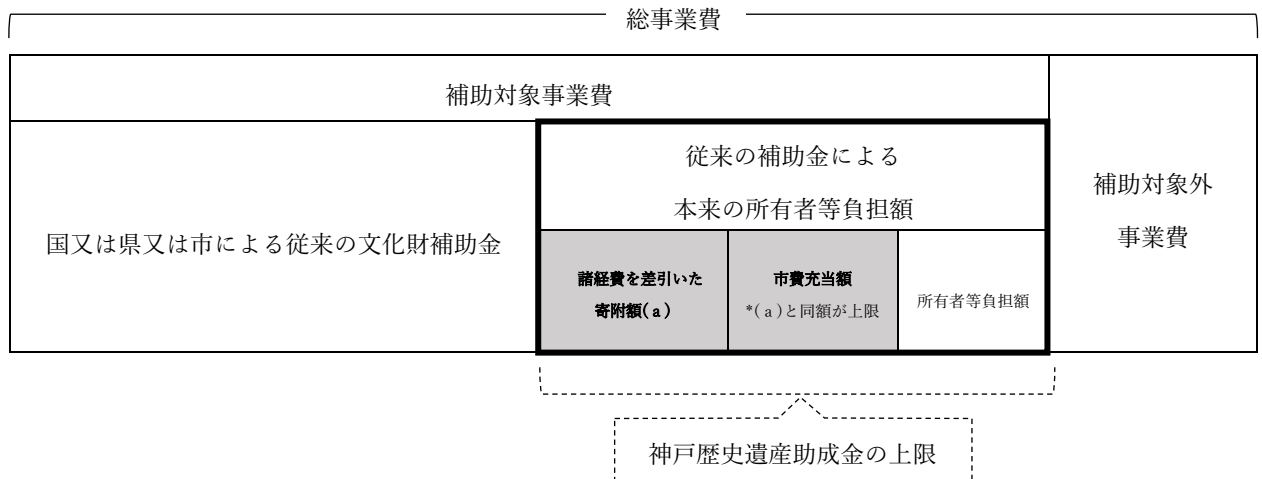 総事業費
補助対象事業費
国又は県又は市による従来の文化財補助金
従来の補助金による
本来の所有者等負担額
諸経費を差引いた
寄附額(a)
市費充当額
*(a)と同額が上限
所有者等負担額
補助対象外
事業費
神戸歴史遺産助成金の上限